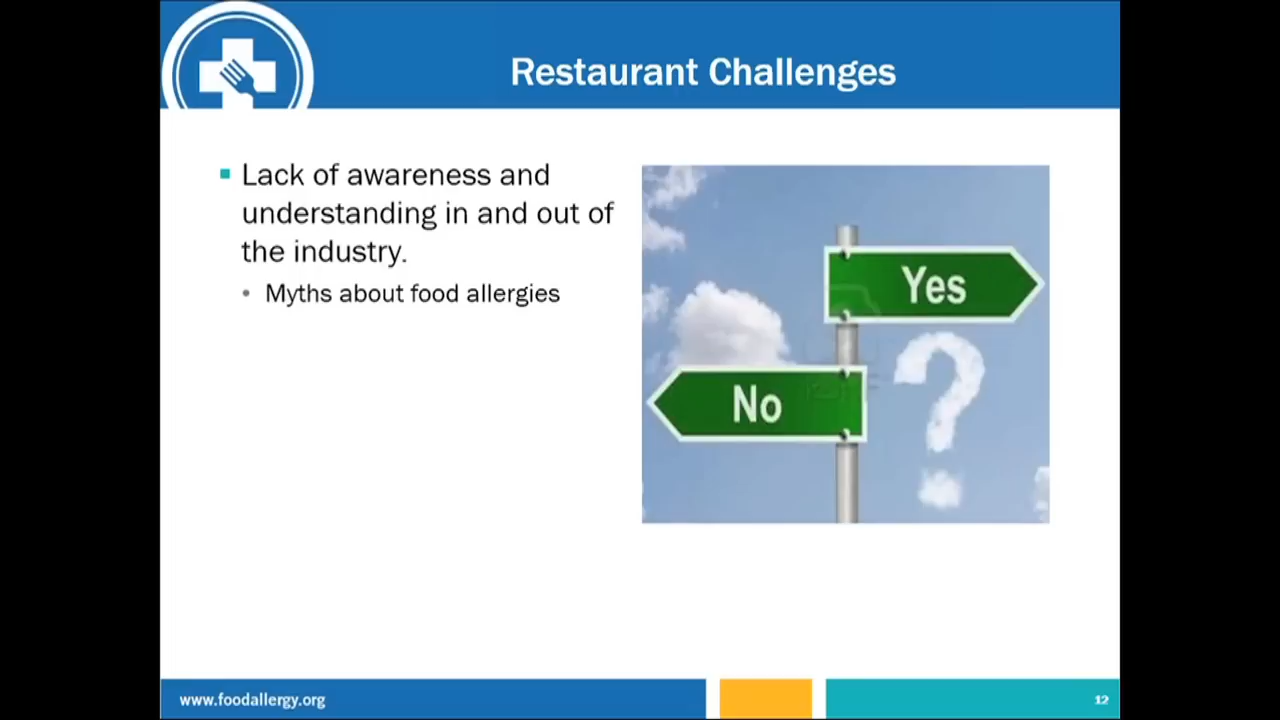 Restaurant Challenges
Lack of awareness and
understanding in and out of
the industry.
Myths about food allergies
Yes
No
www.foodallergy.org
12